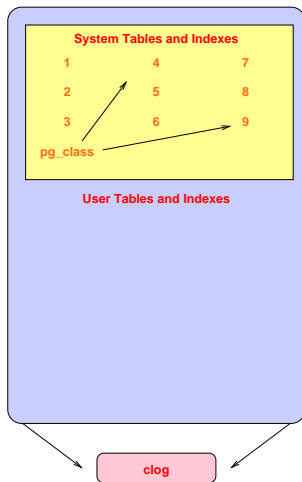 System Tables and Indexes
1 4 7
2 5 8
3 6 9
pg_class
User Tables and Indexes
clog